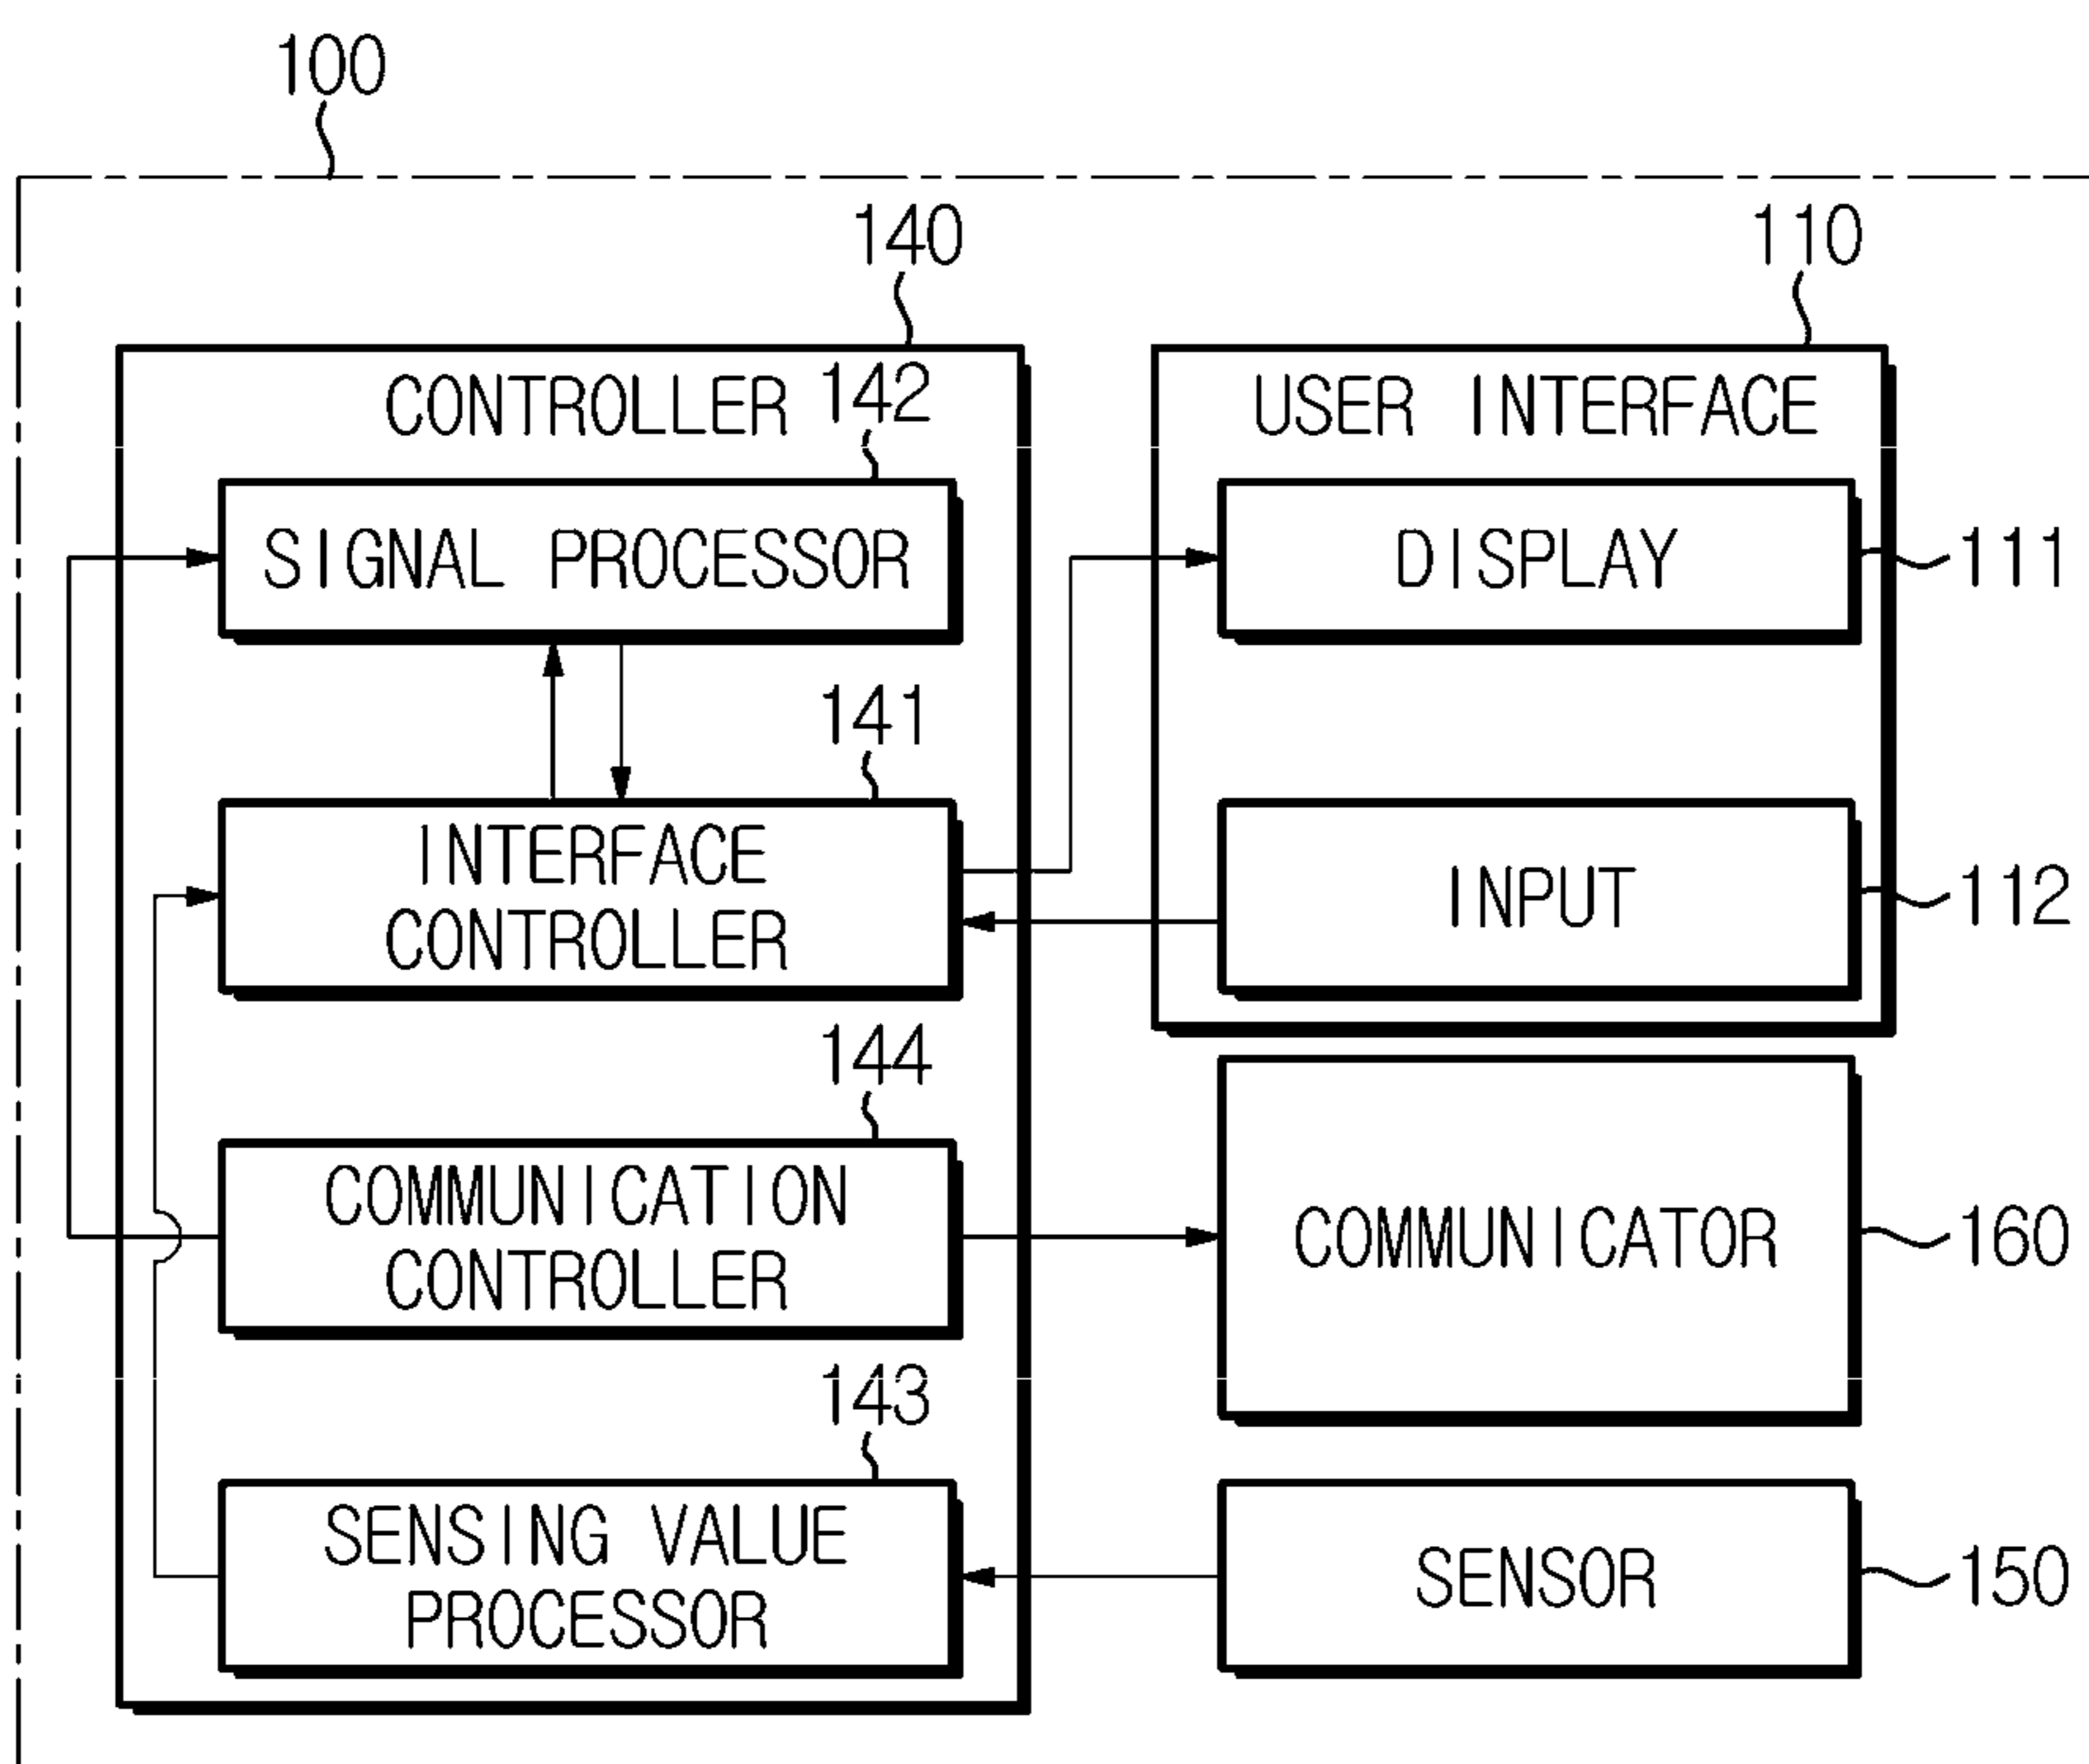 100
140
110
CONTROLLER
142
USER INTERFACE
SIGNAL PROCESSOR
DISPLAY
111
141
INTERFACE
CONTROLLER
INPUT
112
144
COMMUNICATION
CONTROLLER
COMMUNICATOR
160
143
SENSING VALUE
PROCESSOR
SENSOR
150